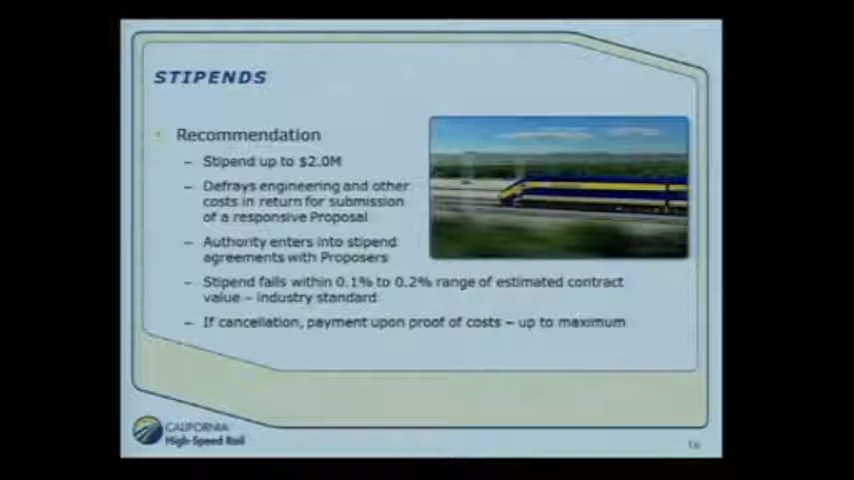 STIPENDS
Recommendation
– Stipend up to $2.0M
– Defrays engineering and other
costs in return for submission
of a responsive Proposal
– Authority enters into stipend
agreements with Proposers
– Stipend falls within 0.1% to 0.2% range of estimated contract
value – industry standard
– If cancellation, payment upon proof of costs – up to maximum
CALIFORNIA
High-Speed Rail